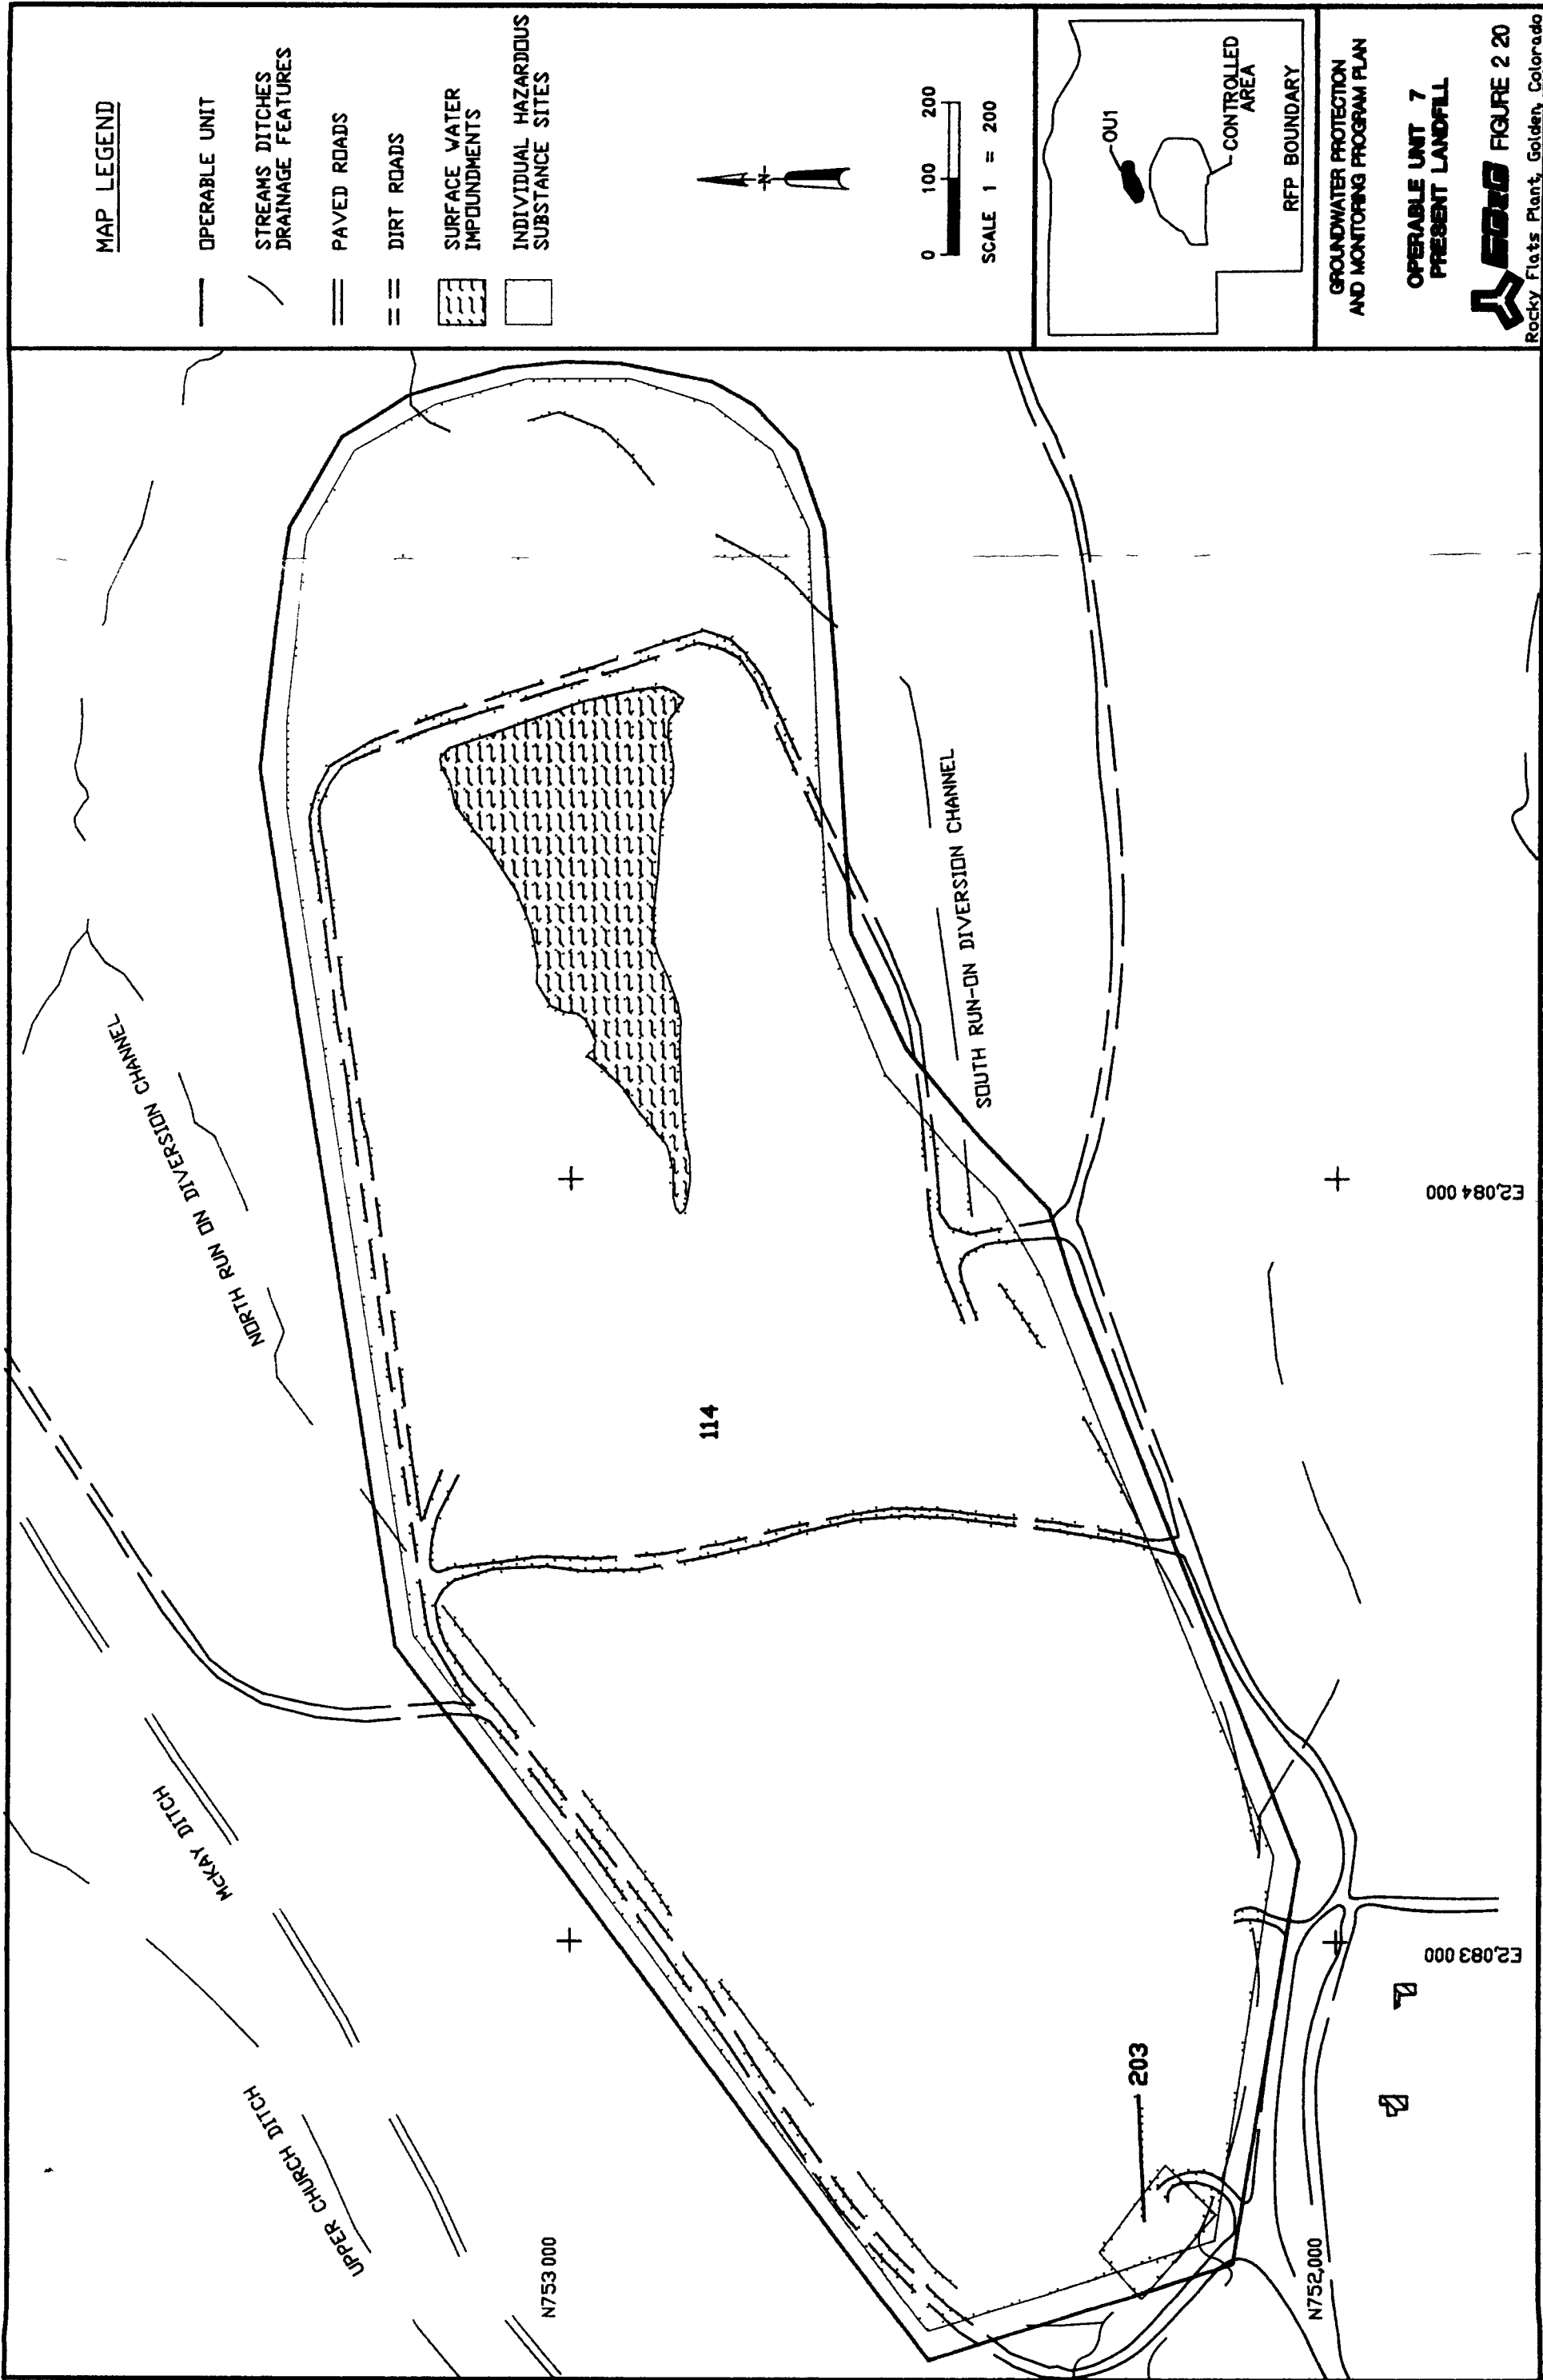 MAP LEGEND
OPERABLE UNIT
STREAMS DITCHES
DRAINAGE FEATURES
PAVED ROADS
DIRT ROADS
SURFACE WATER
IMPOUNDMENTS
INDIVIDUAL HAZARDOUS
SUBSTANCE SITES
N
0 100 200
SCALE 1 = 200
OU1
CONTROLLED
AREA
RFP BOUNDARY
GROUNDWATER PROTECTION
AND MONITORING PROGRAM PLAN
OPERABLE UNIT 7
PRESENT LANDFILL
EG&G FIGURE 2 20
Rocky Flats Plant, Golden, Colorado
UPPER CHURCH DITCH
McKAY DITCH
NORTH RUN ON DIVERSION CHANNEL
SOUTH RUN-ON DIVERSION CHANNEL
114
203
N753 000
N752,000
E2,083 000
E2,084 000